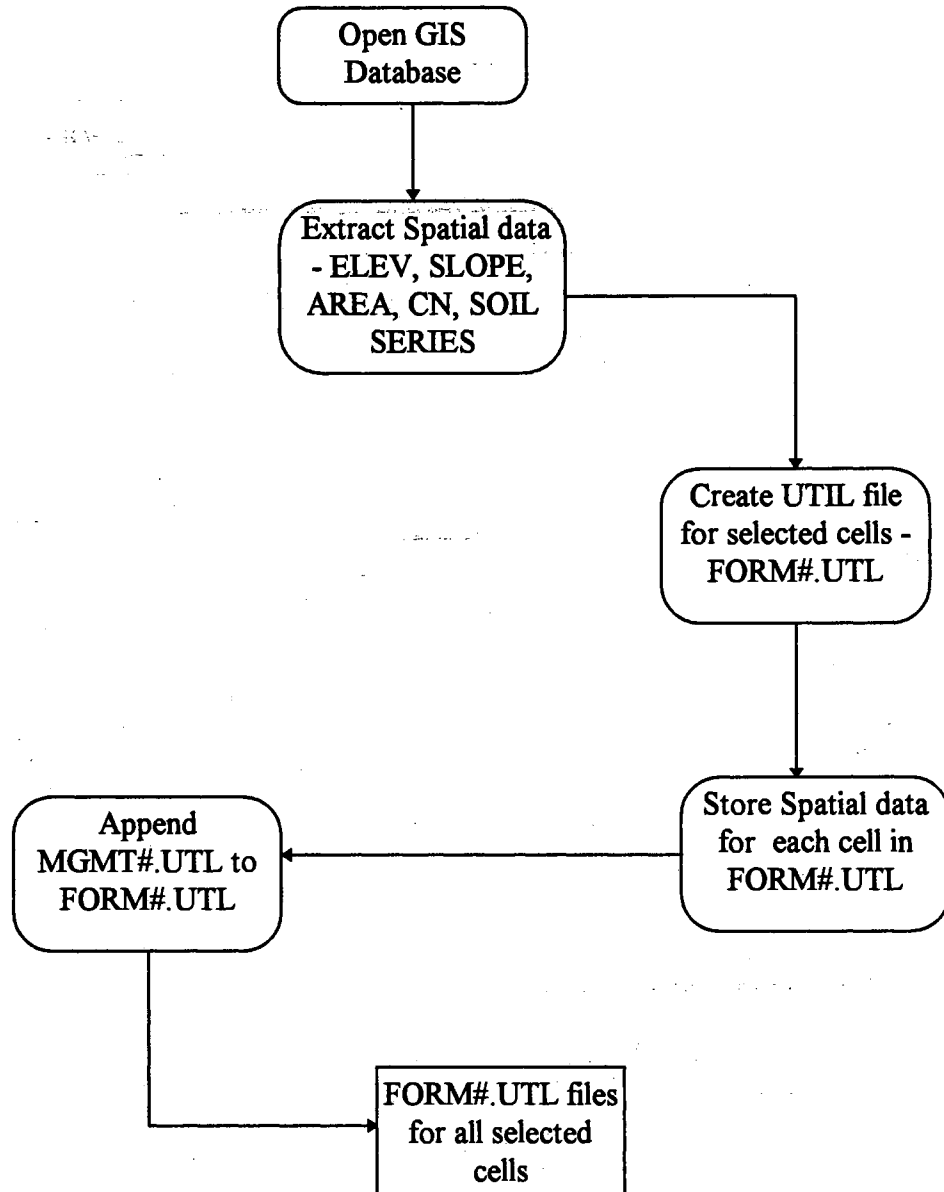 Open GIS
Database
Extract Spatial data
- ELEV, SLOPE,
AREA, CN, SOIL
SERIES
Create UTIL file
for selected cells -
FORM#.UTL
Store Spatial data
for each cell in
FORM#.UTL
Append
MGMT#.UTL to
FORM#.UTL
FORM#.UTL files
for all selected
cells